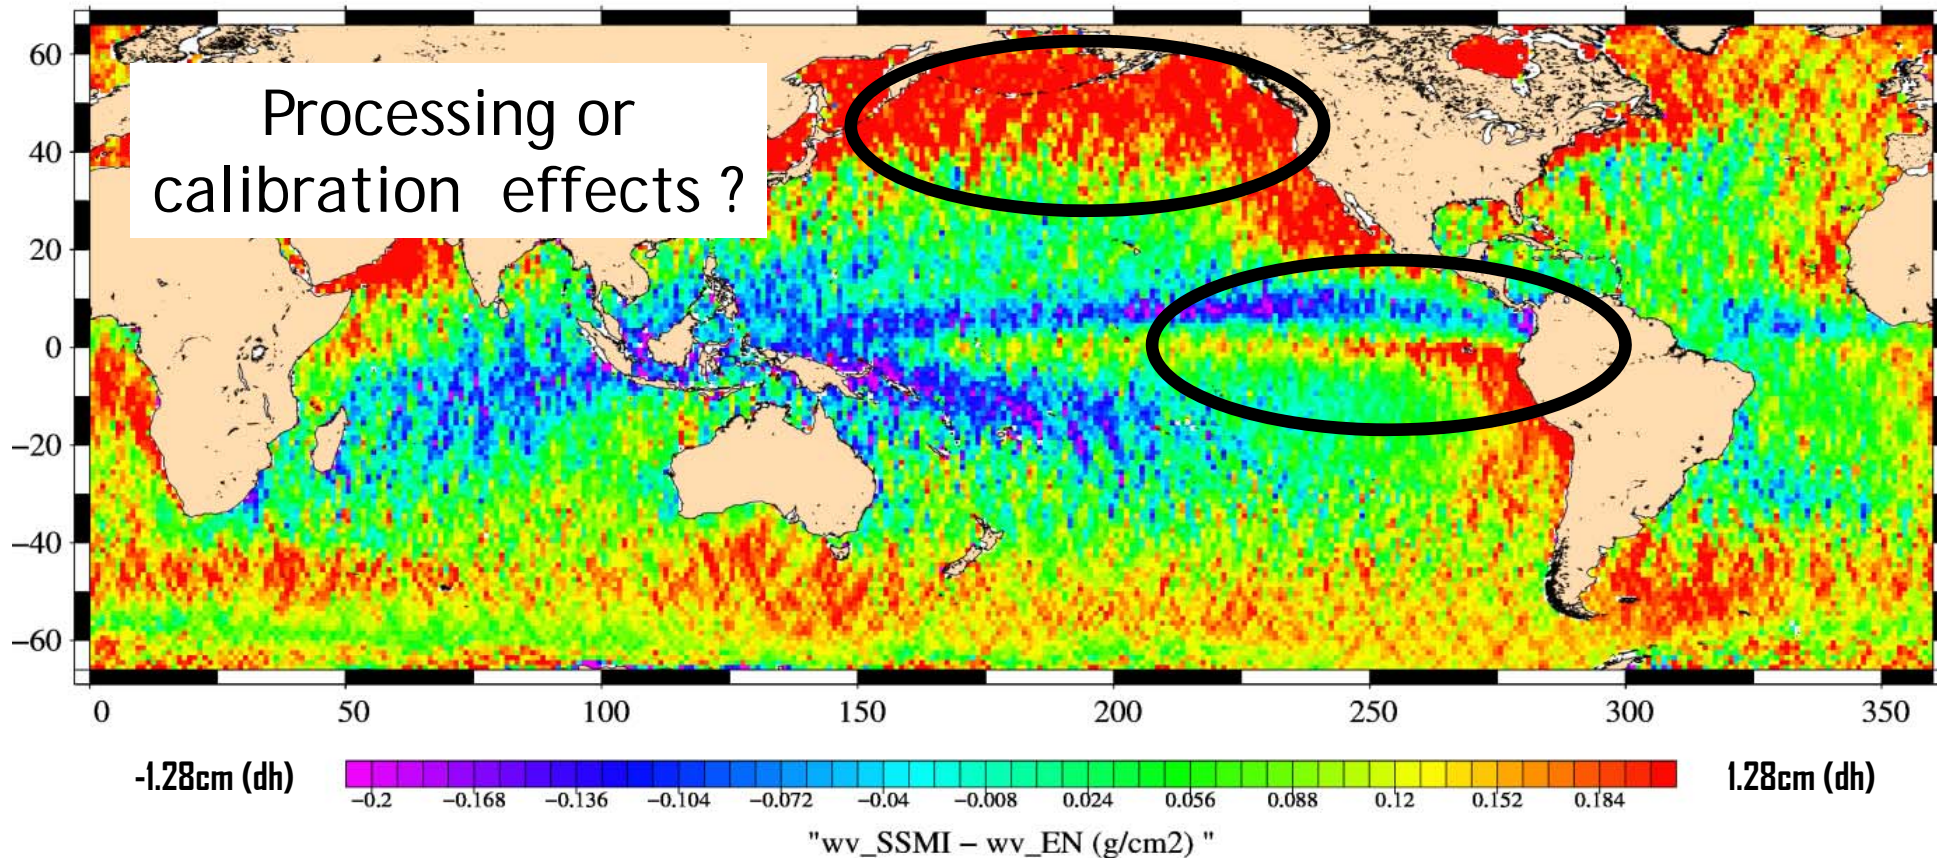 Processing or
calibration effects ?
60
40
20
0
−20
−40
−60
0 50 100 150 200 250 300 350
-1.28cm (dh)
1.28cm (dh)
−0.2 −0.168 −0.136 −0.104 −0.072 −0.04 −0.008 0.024 0.056 0.088 0.12 0.152 0.184
"wv_SSMI − wv_EN (g/cm2) "